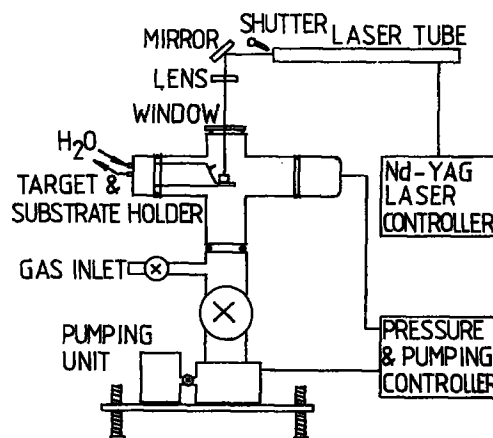 SHUTTER
MIRROR
LASER TUBE
LENS
WINDOW
H2O
TARGET &
SUBSTRATE HOLDER
Nd-YAG
LASER
CONTROLLER
GAS INLET
PUMPING
UNIT
PRESSURE
& PUMPING
CONTROLLER